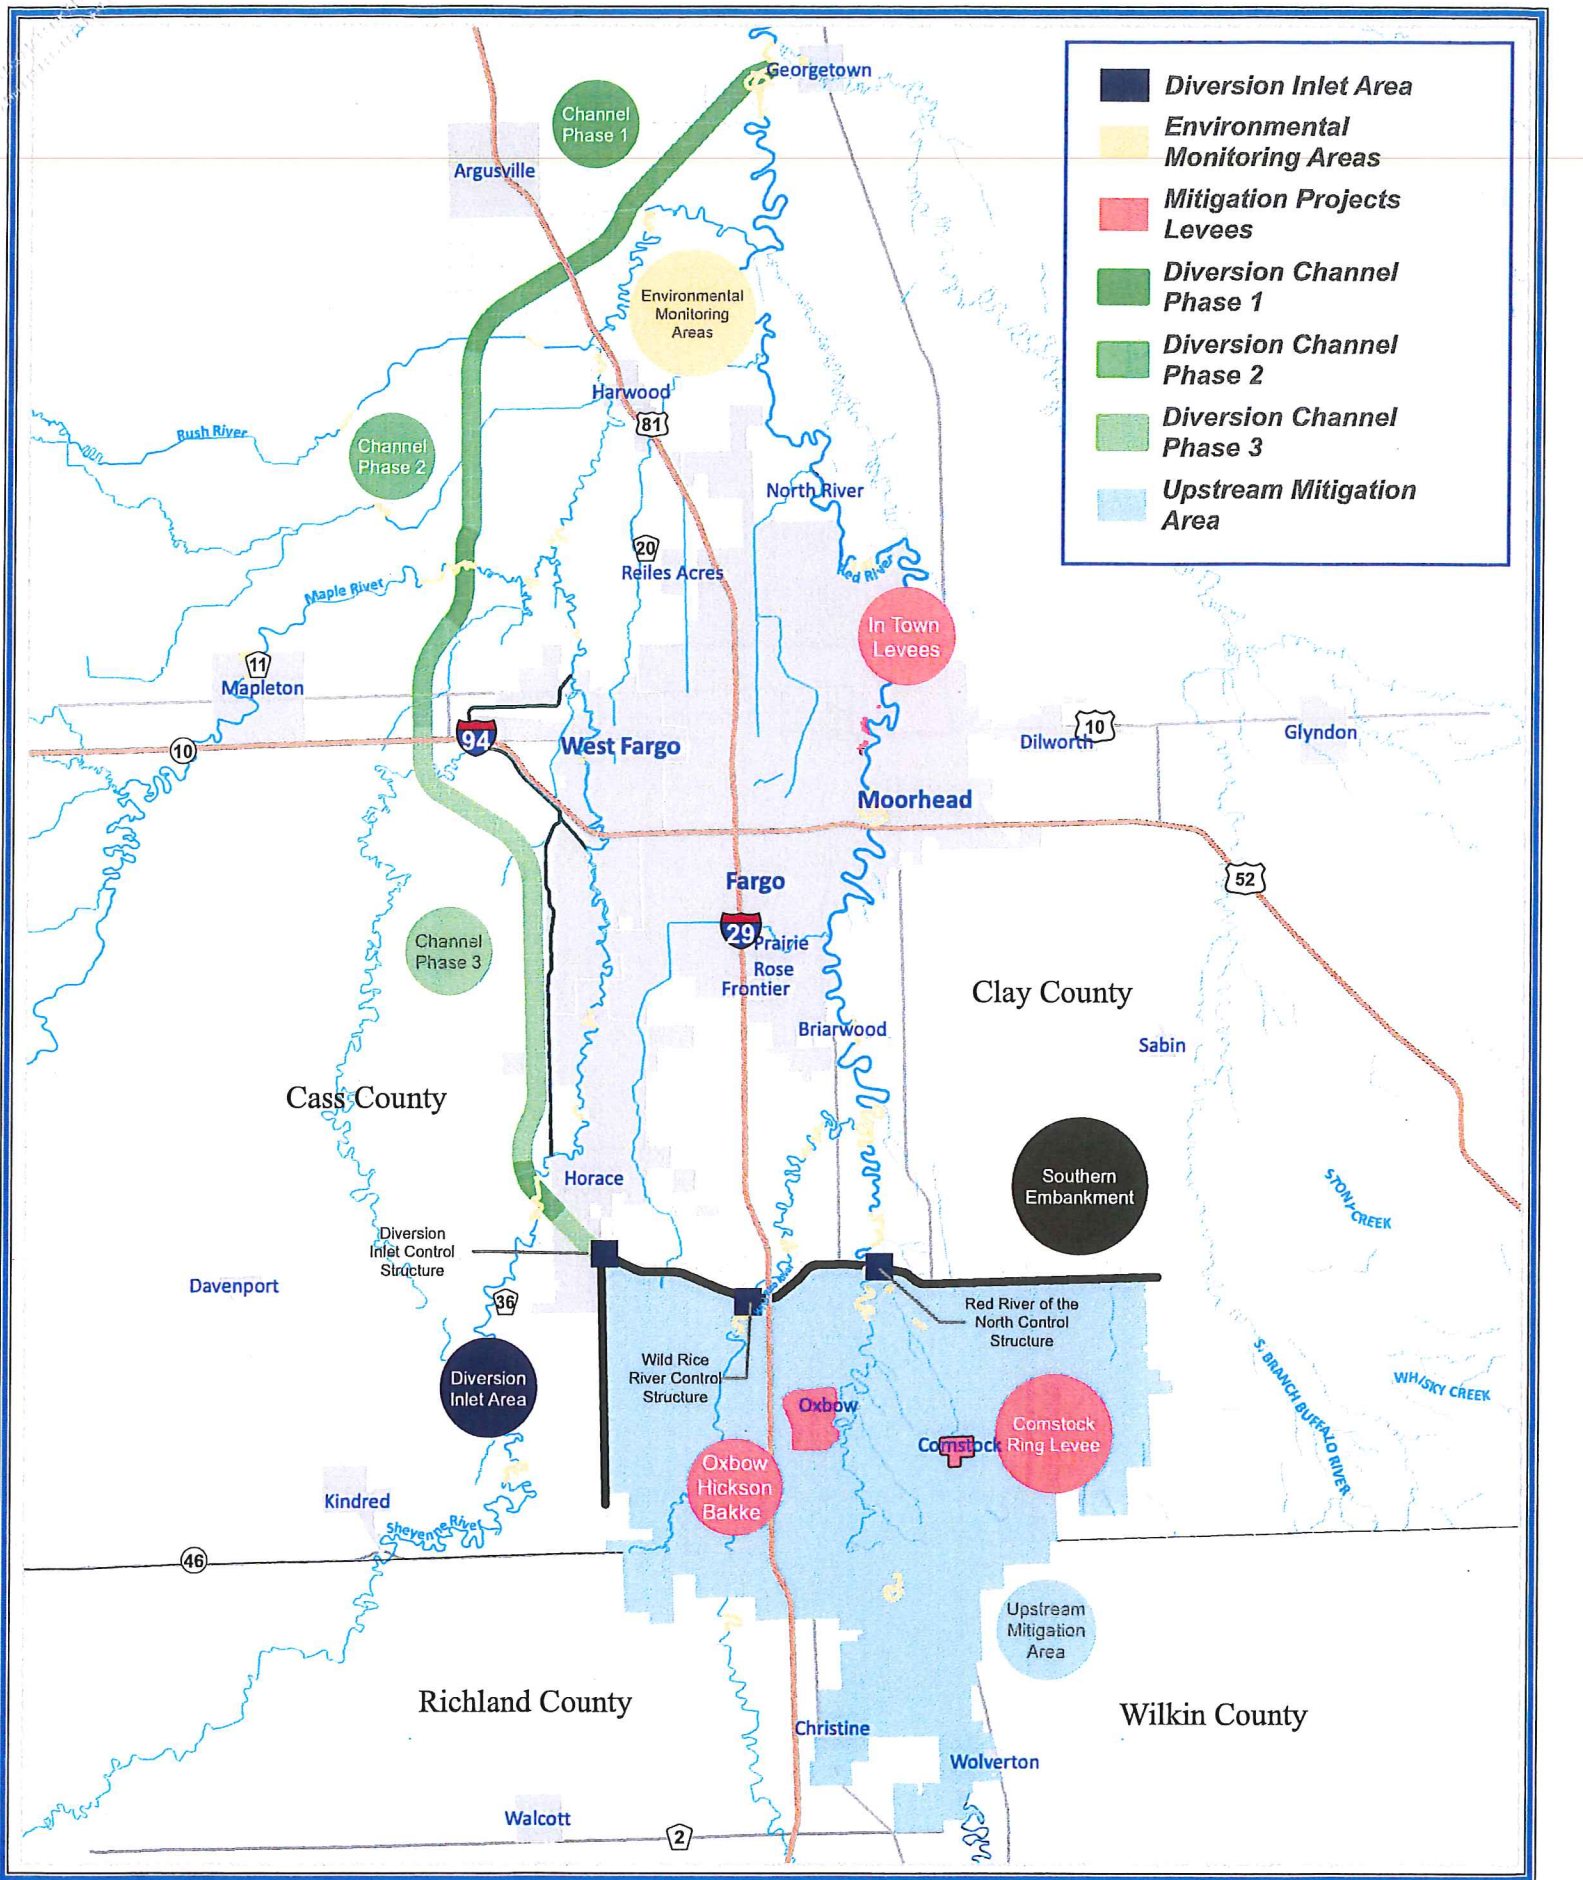 Georgetown
Channel
Phase 1
Argusville
Environmental
Monitoring
Areas
Harwood
81
Rush River
Channel
Phase 2
North River
20
Reiles Acres
Red River
Maple River
In Town
Levees
11
Mapleton
10
94
West Fargo
10
Dilworth
Glyndon
Moorhead
52
Fargo
29
Prairie
Rose
Frontier
Channel
Phase 3
Clay County
Briarwood
Sabin
Cass County
Southern
Embankment
Horace
STONY CREEK
Diversion
Inlet Control
Structure
Davenport
36
Red River of the
North Control
Structure
Wild Rice
River Control
Structure
Diversion
Inlet Area
S. BRANCH BUFFALO RIVER
WHISKY CREEK
Oxbow
Comstock
Comstock
Ring Levee
Oxbow
Hickson
Bakke
Kindred
Sheyenne River
46
Upstream
Mitigation
Area
Richland County
Wilkin County
Christine
Wolverton
Walcott
2
Diversion Inlet Area
Environmental
Monitoring Areas
Mitigation Projects
Levees
Diversion Channel
Phase 1
Diversion Channel
Phase 2
Diversion Channel
Phase 3
Upstream Mitigation
Area